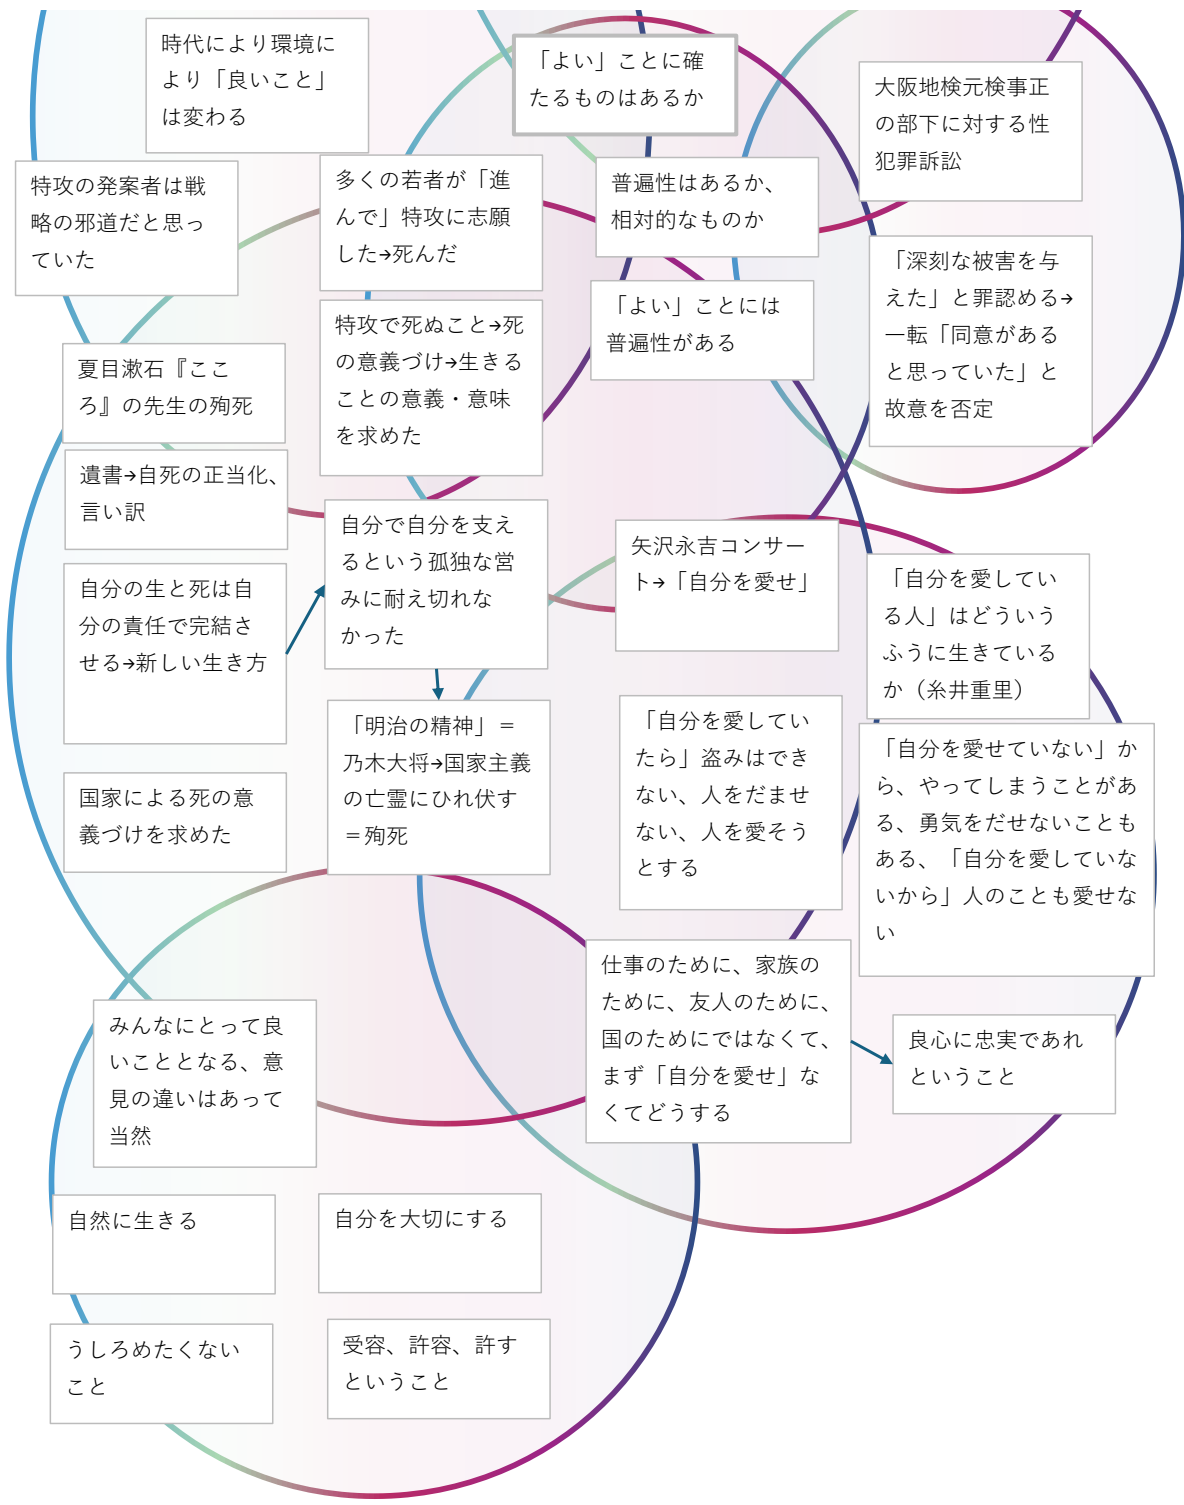 時代により環境に
より「良いこと」
は変わる
「よい」ことに確
たるものはあるか
大阪地検元検事正
の部下に対する性
犯罪訴訟
特攻の発案者は戦
略の邪道だと思っ
ていた
多くの若者が「進
んで」特攻に志願
した→死んだ
普遍性はあるか、
相対的なものか
「深刻な被害を与
えた」と罪認める→
一転「同意がある
と思っていた」と
故意を否定
特攻で死ぬこと→死
の意義づけ→生きる
ことの意義・意味
を求めた
「よい」ことには
普遍性がある
夏目漱石『ここ
ろ』の先生の殉死
遺書→自死の正当化、
言い訳
自分で自分を支え
るという孤独な営
みに耐え切れな
かった
矢沢永吉コンサー
ト→「自分を愛せ」
「自分を愛してい
る人」はどういう
ふうに生きている
か（糸井重里）
自分の生と死は自
分の責任で完結さ
せる→新しい生き方
「明治の精神」＝
乃木大将→国家主義
の亡霊にひれ伏す
＝殉死
「自分を愛してい
たら」盗みはでき
ない、人をだませ
ない、人を愛そう
とする
「自分を愛せていない」か
ら、やってしまうことがあ
る、勇気をだせないことも
ある、「自分を愛していな
いから」人のことも愛せな
い
国家による死の意
義づけを求めた
仕事のために、家族の
ために、友人のために、
国のためにではなくて、
まず「自分を愛せ」な
くてどうする
良心に忠実であれ
ということ
みんなにとって良
いこととなる、意
見の違いはあって
当然
自然に生きる
自分を大切にする
うしろめたくない
こと
受容、許容、許す
ということ